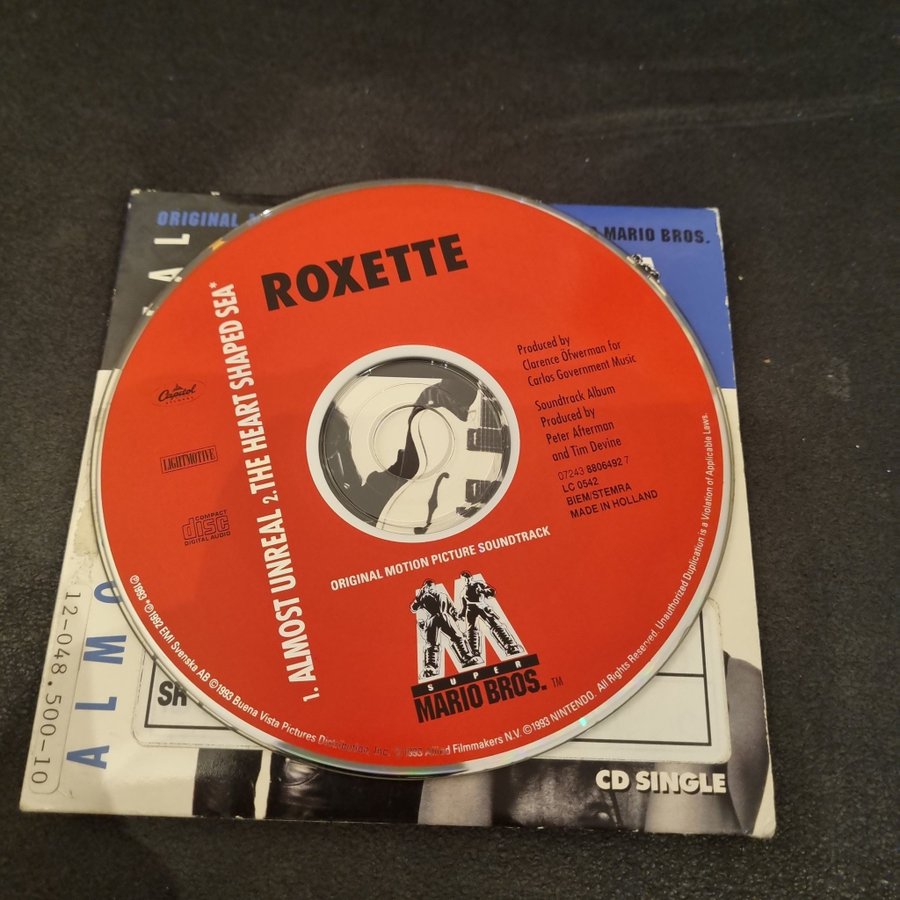 ORIGINAL
MARIO BROS.
ROXETTE
1. ALMOST UNREAL 2. THE HEART SHAPED SEA*
Capitol
RECORDS
LIGHTMOTIVE
COMPACT
disc
DIGITAL AUDIO
Produced by
Clarence Öfwerman for
Carlos Government Music
Soundtrack Album
Produced by
Peter Afterman
and Tim Devine
07243 8806492 7
LC 0542
BIEM/STEMRA
MADE IN HOLLAND
ORIGINAL MOTION PICTURE SOUNDTRACK
SUPER
MARIO BROS.™
℗1993 *℗1992 EMI Svenska AB ©1993 Buena Vista Pictures Distribution, Inc. ©1993 Allied Filmmakers N.V. ©1993 NINTENDO. All Rights Reserved. Unauthorized Duplication is a Violation of Applicable Laws.
12-048.500-10
CD SINGLE